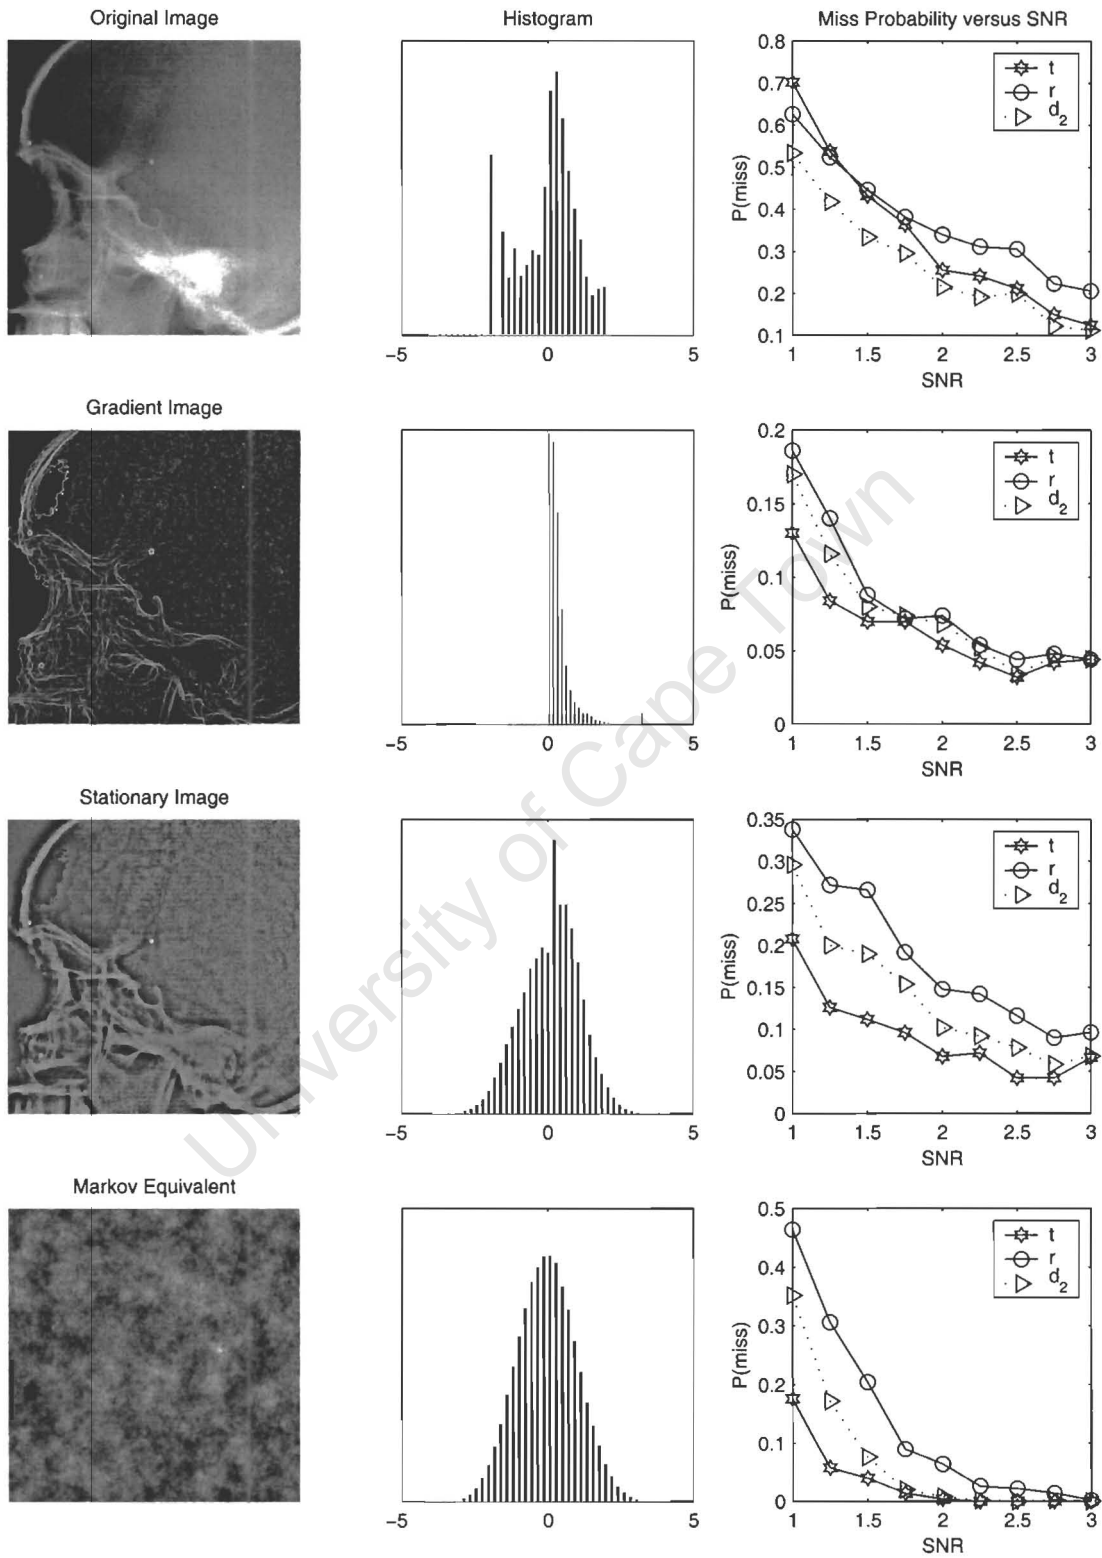 Original Image
Histogram
Miss Probability versus SNR
−5
0
5
0.8
0.7
0.6
0.5
0.4
0.3
0.2
0.1
P(miss)
1
1.5
2
2.5
3
SNR
t
r
d2
Gradient Image
−5
0
5
0.2
0.15
0.1
0.05
0
P(miss)
1
1.5
2
2.5
3
SNR
t
r
d2
Stationary Image
−5
0
5
0.35
0.3
0.25
0.2
0.15
0.1
0.05
0
P(miss)
1
1.5
2
2.5
3
SNR
t
r
d2
Markov Equivalent
−5
0
5
0.5
0.4
0.3
0.2
0.1
0
P(miss)
1
1.5
2
2.5
3
SNR
t
r
d2
University of Cape Town